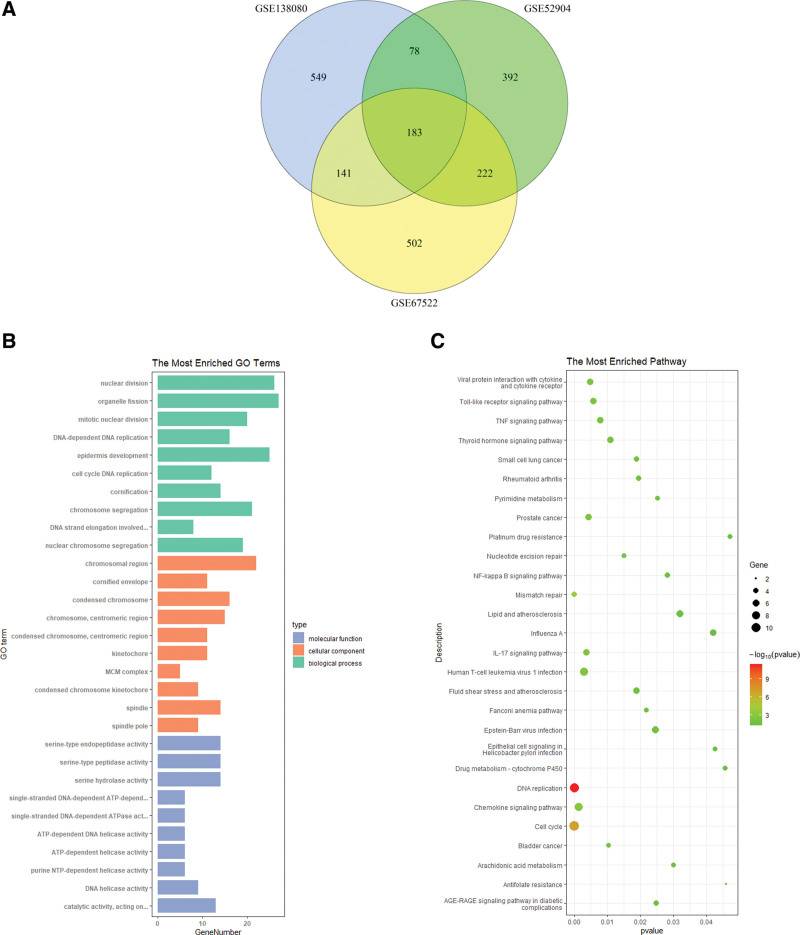 A
GSE138080
GSE52904
78
549
392
183
141
222
502
GSE67522
B
The Most Enriched GO Terms
nuclear division
organelle fission
mitotic nuclear division
DNA-dependent DNA replication
epidermis development
cell cycle DNA replication
cornification
chromosome segregation
DNA strand elongation involved...
nuclear chromosome segregation
chromosomal region
cornified envelope
condensed chromosome
chromosome, centromeric region
condensed chromosome, centromeric region
kinetochore
MCM complex
condensed chromosome kinetochore
spindle
spindle pole
serine-type endopeptidase activity
serine-type peptidase activity
serine hydrolase activity
single-stranded DNA-dependent ATP-depend...
single-stranded DNA-dependent ATPase act...
ATP-dependent DNA helicase activity
ATP-dependent helicase activity
purine NTP-dependent helicase activity
DNA helicase activity
catalytic activity, acting on...
GO term
0
10
20
GeneNumber
type
molecular function
cellular component
biological process
C
The Most Enriched Pathway
Viral protein interaction with cytokine
and cytokine receptor
Toll-like receptor signaling pathway
TNF signaling pathway
Thyroid hormone signaling pathway
Small cell lung cancer
Rheumatoid arthritis
Pyrimidine metabolism
Prostate cancer
Platinum drug resistance
Nucleotide excision repair
NF-kappa B signaling pathway
Mismatch repair
Lipid and atherosclerosis
Influenza A
IL-17 signaling pathway
Human T-cell leukemia virus 1 infection
Fluid shear stress and atherosclerosis
Fanconi anemia pathway
Epstein-Barr virus infection
Epithelial cell signaling in
Helicobacter pylori infection
Drug metabolism - cytochrome P450
DNA replication
Chemokine signaling pathway
Cell cycle
Bladder cancer
Arachidonic acid metabolism
Antifolate resistance
AGE-RAGE signaling pathway in diabetic
complications
Description
0.00
0.01
0.02
0.03
0.04
pvalue
Gene
2
4
6
8
10
−log10(pvalue)
9
6
3